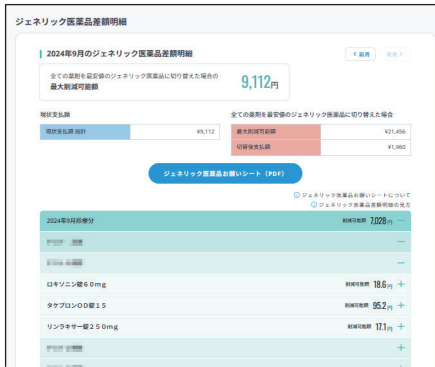 ジェネリック医薬品差額明細
2024年9月のジェネリック医薬品差額明細
< 前月
次月 >
全ての薬剤を最安値のジェネリック医薬品に切り替えた場合の
最大削減可能額
9,112円
現状支払額
現状支払額 総計 ¥9,112
全ての薬剤を最安値のジェネリック医薬品に切り替えた場合
最大削減可能額 ¥21,456
切替後支払額 ¥1,960
ジェネリック医薬品お願いシート (PDF)
ジェネリック医薬品お願いシートについて
ジェネリック医薬品差額明細の見方
2024年9月診療分 削減可能額 7,028円 −
−
−
ロキソニン錠60mg 削減可能額 18.6円 +
タケプロンOD錠15 削減可能額 95.2円 +
リンラキサー錠250mg 削減可能額 17.1円 +
+